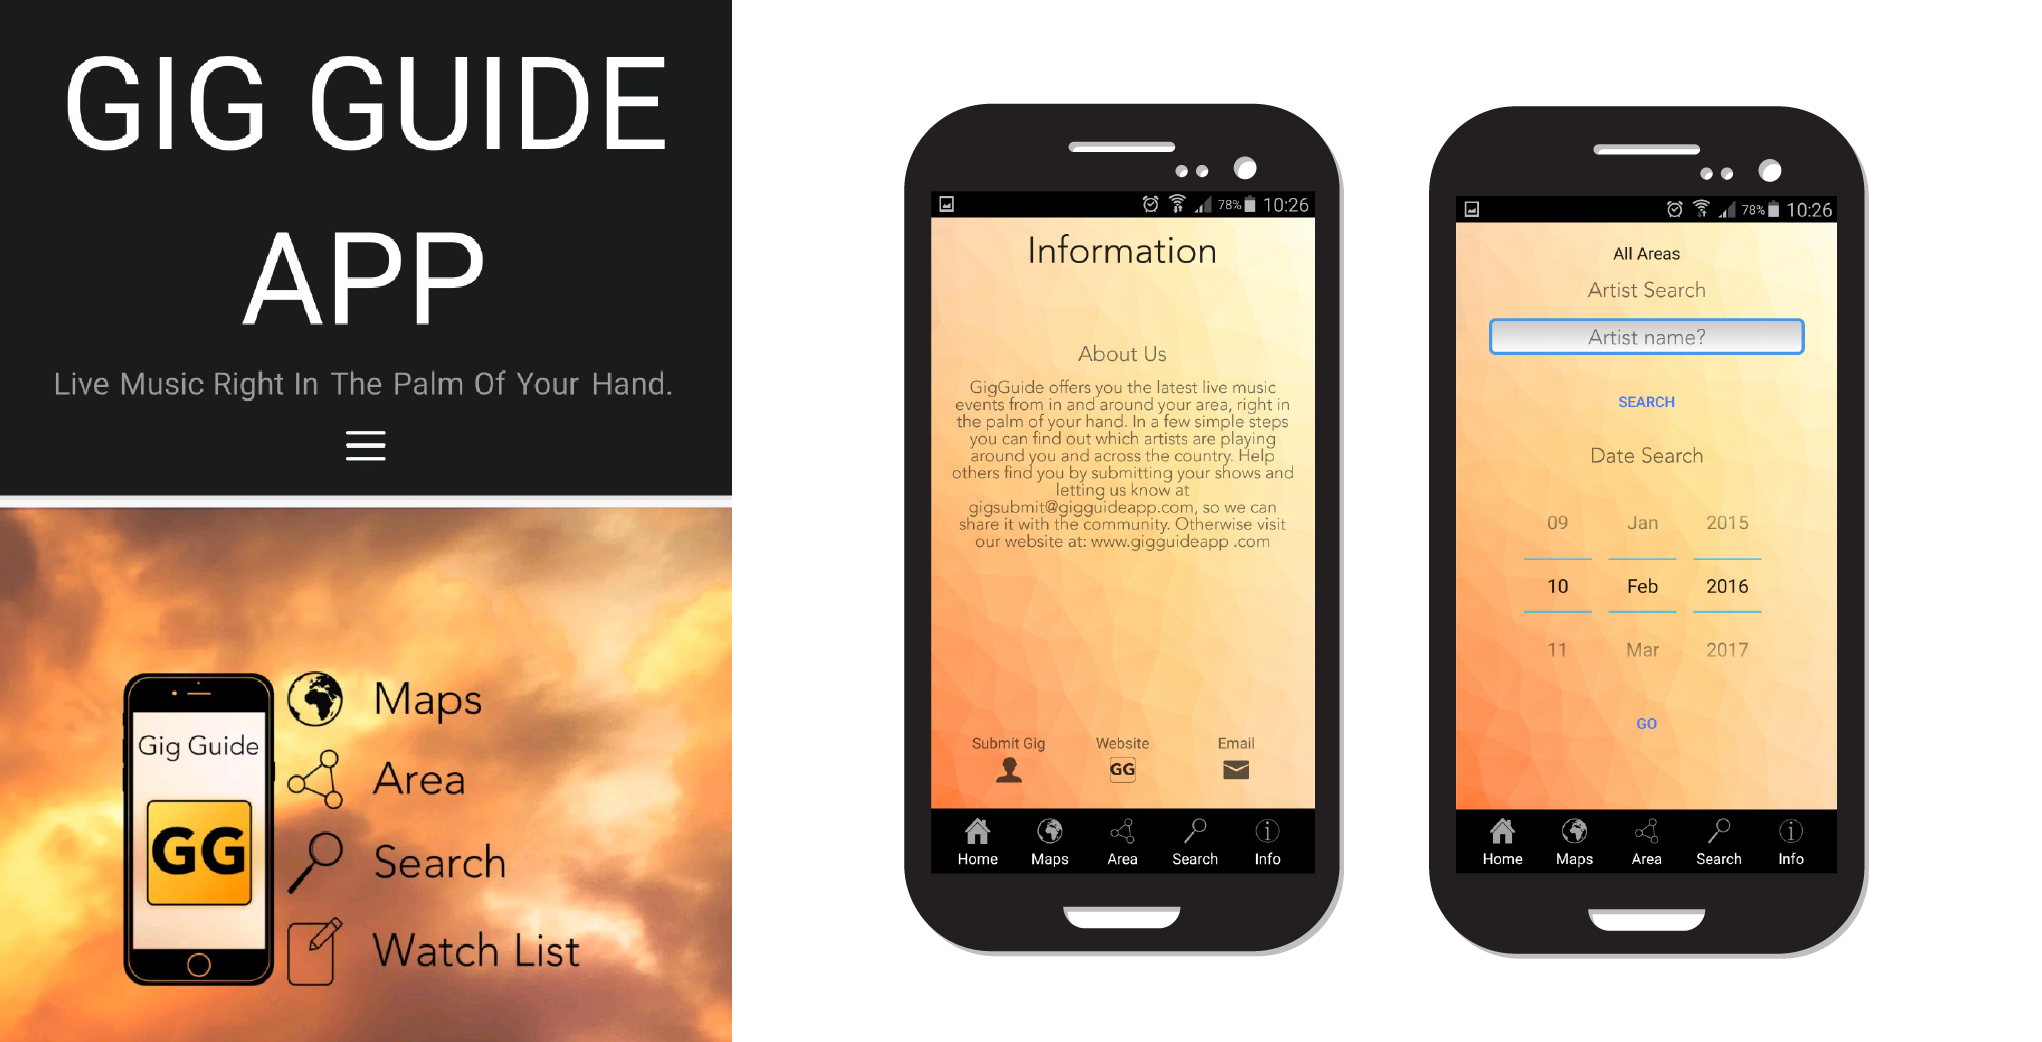 GIG GUIDE
APP
Live Music Right In The Palm Of Your Hand.
Gig Guide
GG
Maps
Area
Search
Watch List
78% 10:26
Information
About Us
GigGuide offers you the latest live music
events from in and around your area, right in
the palm of your hand. In a few simple steps
you can find out which artists are playing
around you and across the country. Help
others find you by submitting your shows and
letting us know at
gigsubmit@gigguideapp.com, so we can
share it with the community. Otherwise visit
our website at: www.gigguideapp .com
Submit Gig Website Email
GG
Home Maps Area Search Info
78% 10:26
All Areas
Artist Search
Artist name?
SEARCH
Date Search
09 Jan 2015
10 Feb 2016
11 Mar 2017
GO
Home Maps Area Search Info